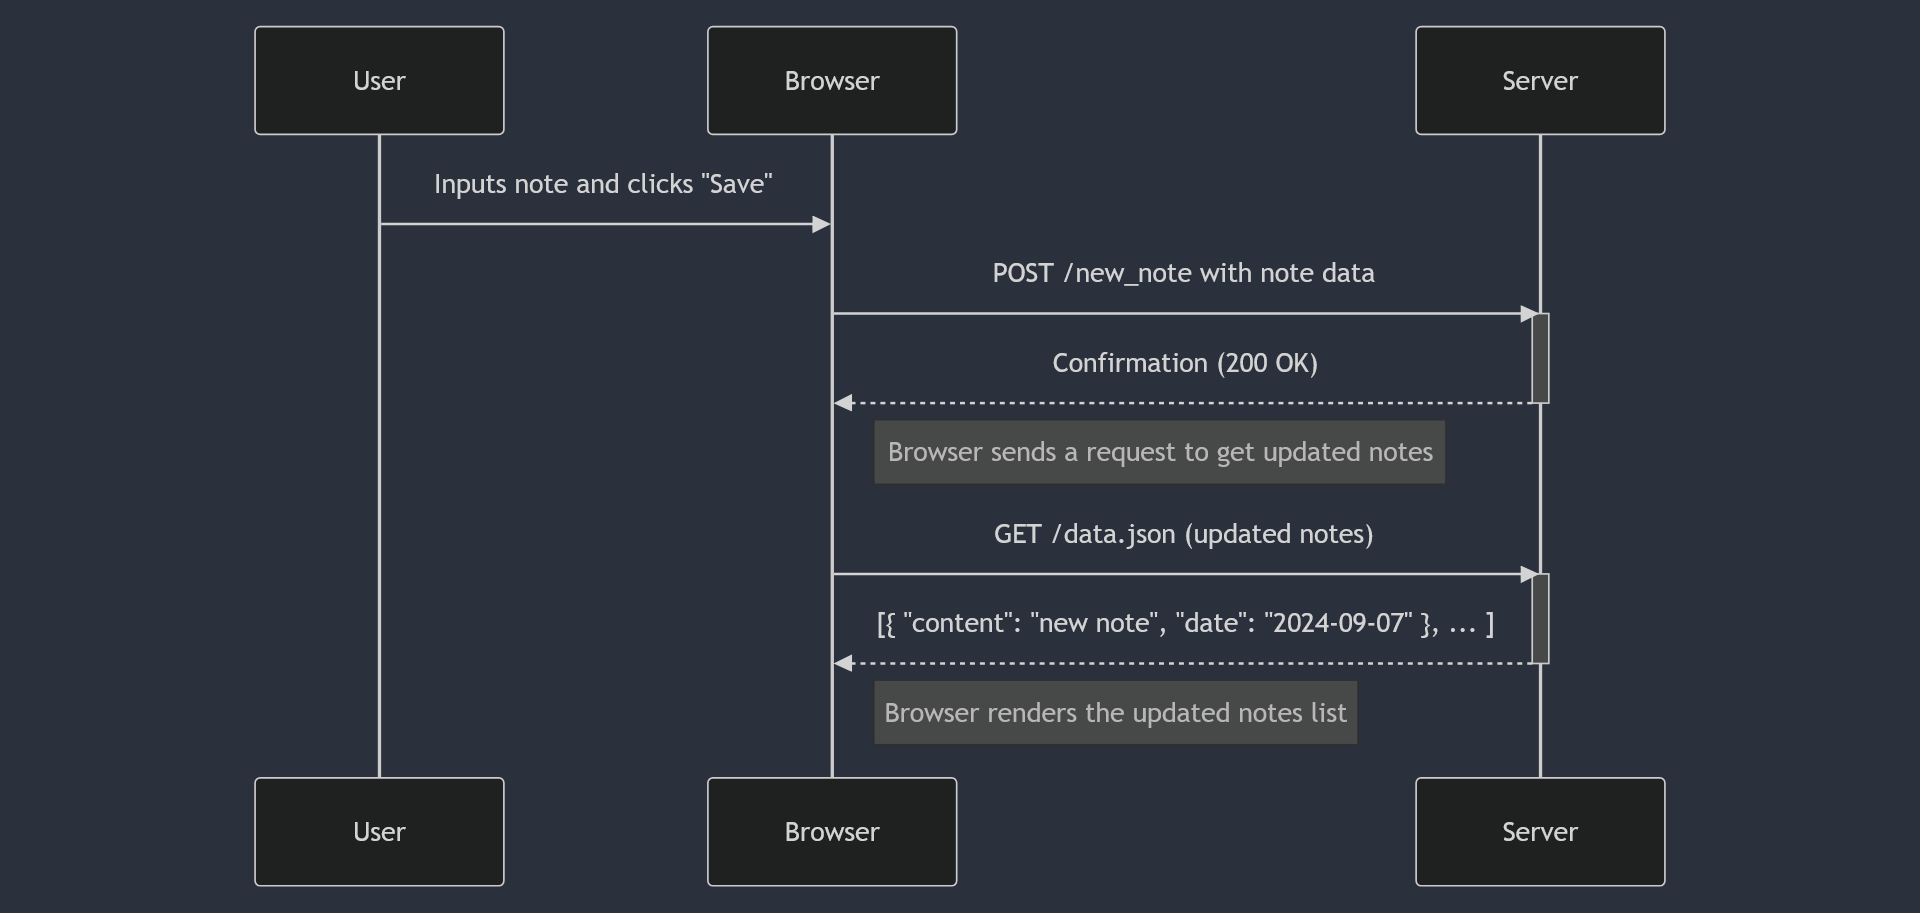 User
Browser
Server
Inputs note and clicks "Save"
POST /new_note with note data
Confirmation (200 OK)
Browser sends a request to get updated notes
GET /data.json (updated notes)
[{ "content": "new note", "date": "2024-09-07" }, ... ]
Browser renders the updated notes list
User
Browser
Server